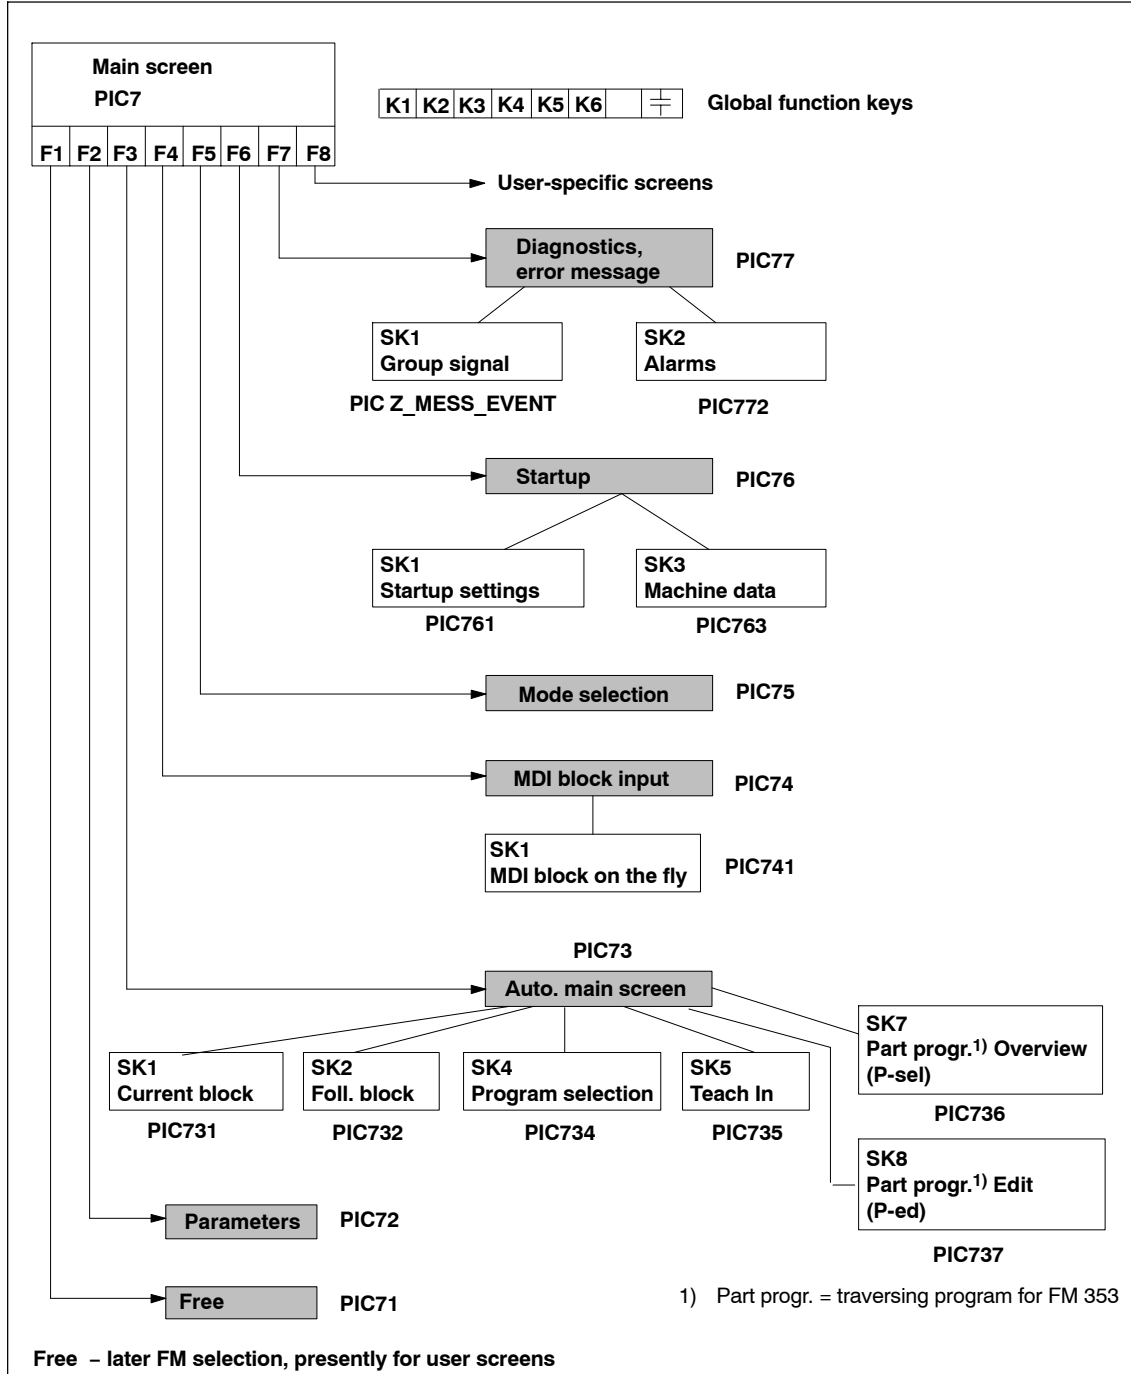 Main screen
PIC7
F1 F2 F3 F4 F5 F6 F7 F8
K1 K2 K3 K4 K5 K6
Global function keys
User-specific screens
Diagnostics,
error message
PIC77
SK1
Group signal
PIC Z_MESS_EVENT
SK2
Alarms
PIC772
Startup
PIC76
SK1
Startup settings
PIC761
SK3
Machine data
PIC763
Mode selection
PIC75
MDI block input
PIC74
SK1
MDI block on the fly
PIC741
PIC73
Auto. main screen
SK1
Current block
PIC731
SK2
Foll. block
PIC732
SK4
Program selection
PIC734
SK5
Teach In
PIC735
SK7
Part progr.1) Overview
(P-sel)
PIC736
SK8
Part progr.1) Edit
(P-ed)
PIC737
Parameters
PIC72
Free
PIC71
1) Part progr. = traversing program for FM 353
Free – later FM selection, presently for user screens